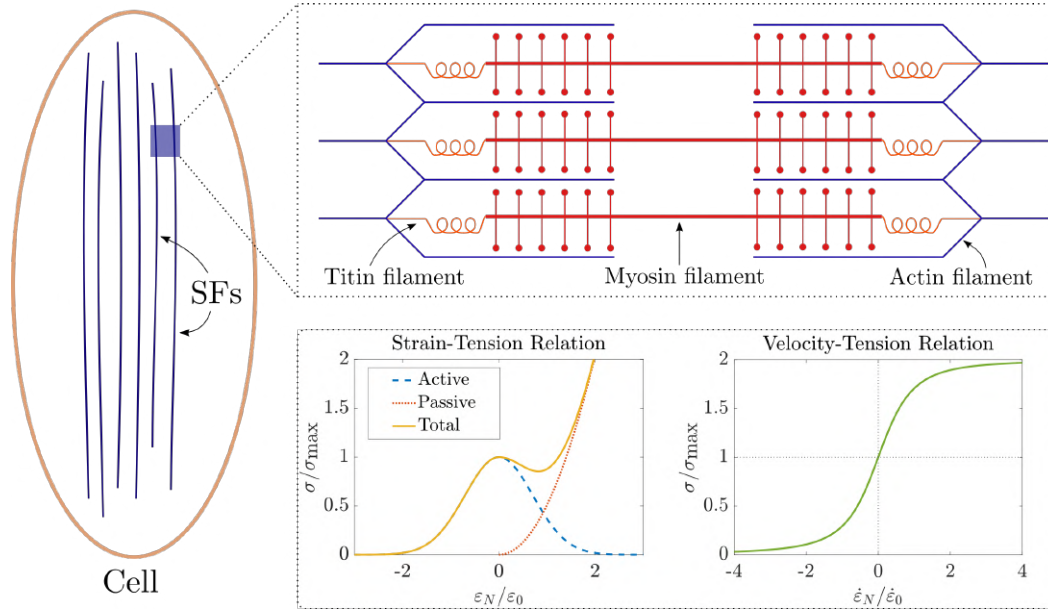 SFs
Cell
Titin filament
Myosin filament
Actin filament
Strain-Tension Relation
2
1.5
1
0.5
0
σ/σmax
Active
Passive
Total
-2
0
2
εN/ε0
Velocity-Tension Relation
2
1.5
1
0.5
0
σ/σmax
-4
-2
0
2
4
ε̇N/ε̇0